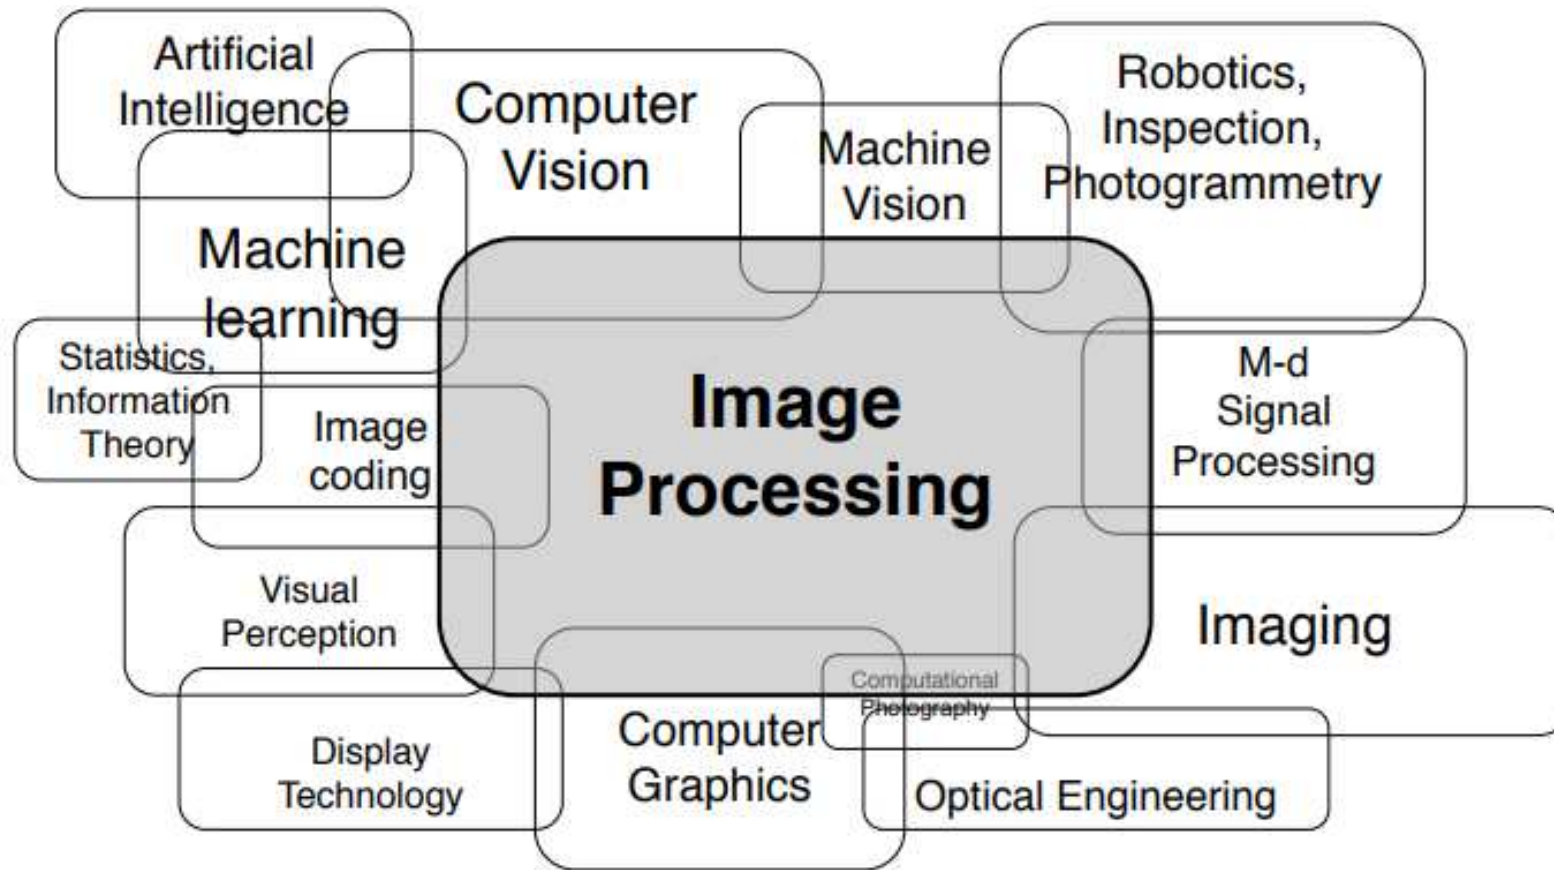 Artificial
Intelligence
Computer
Vision
Machine
Vision
Robotics,
Inspection,
Photogrammetry
Machine
learning
Statistics,
Information
Theory
Image
coding
Image
Processing
M-d
Signal
Processing
Visual
Perception
Imaging
Computational
Photography
Display
Technology
Computer
Graphics
Optical Engineering